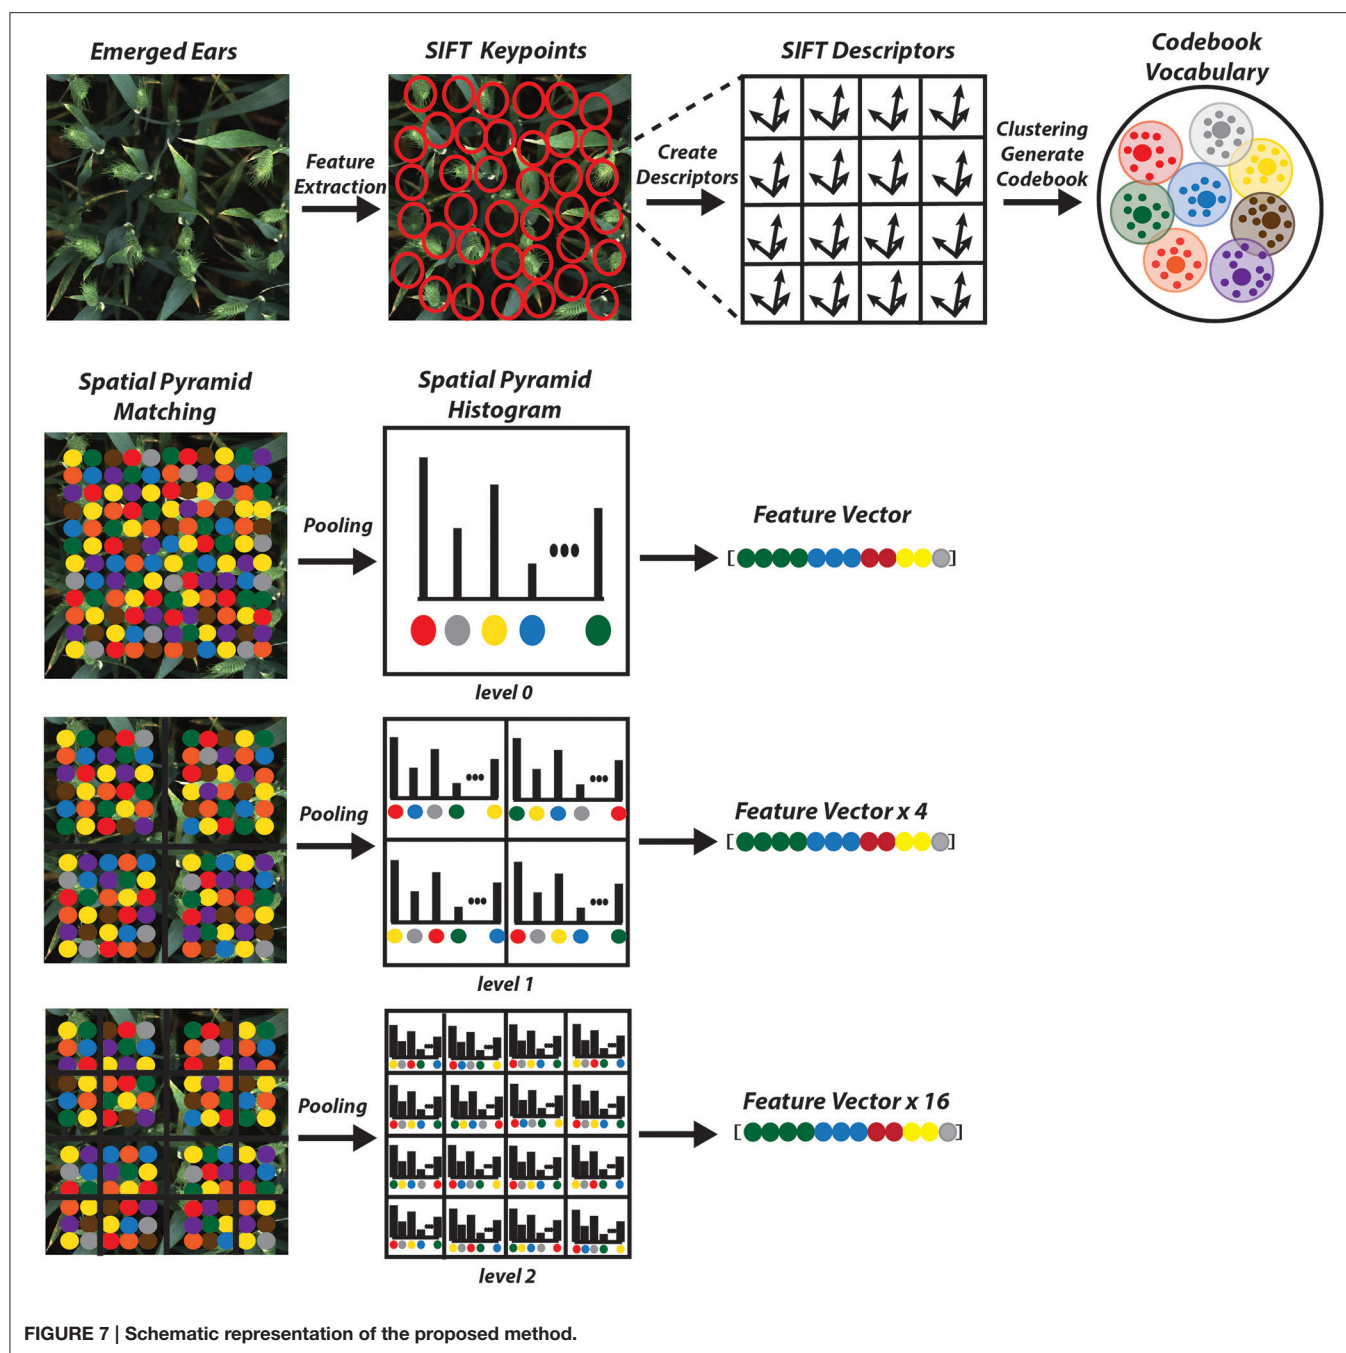 Emerged Ears
SIFT Keypoints
SIFT Descriptors
Codebook
Vocabulary
Feature
Extraction
Create
Descriptors
Clustering
Generate
Codebook
Spatial Pyramid
Matching
Spatial Pyramid
Histogram
Pooling
Feature Vector
[ ]
level 0
Pooling
Feature Vector x 4
[ ]
level 1
Pooling
Feature Vector x 16
[ ]
level 2
FIGURE 7 | Schematic representation of the proposed method.